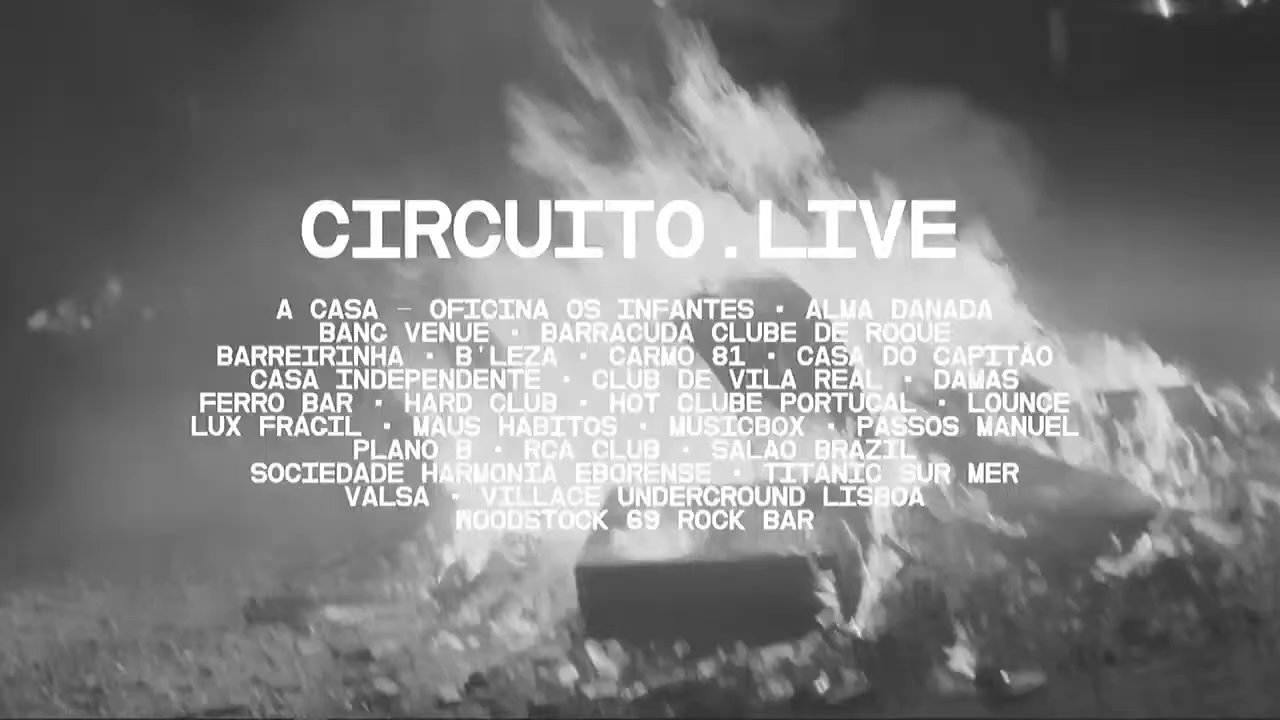 CIRCUITO.LIVE
A CASA – OFICINA OS INFANTES · ALMA DANADA
BANG VENUE · BARRACUDA CLUBE DE ROQUE
BARREIRINHA · B'LEZA · CARMO 81 · CASA DO CAPITÃO
CASA INDEPENDENTE · CLUB DE VILA REAL · DAMAS
FERRO BAR · HARD CLUB · HOT CLUBE PORTUGAL · LOUNGE
LUX FRÁGIL · MAUS HÁBITOS · MUSICBOX · PASSOS MANUEL
PLANO B · RCA CLUB · SALÃO BRAZIL
SOCIEDADE HARMONIA EBORENSE · TITANIC SUR MER
VALSA · VILLAGE UNDERGROUND LISBOA
WOODSTOCK 69 ROCK BAR